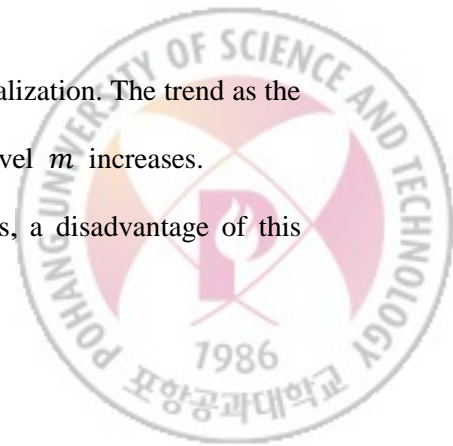 alization. The trend as the
vel m increases.
s, a disadvantage of this
POHANG UNIVERSITY OF SCIENCE AND TECHNOLOGY
1986
포항공과대학교